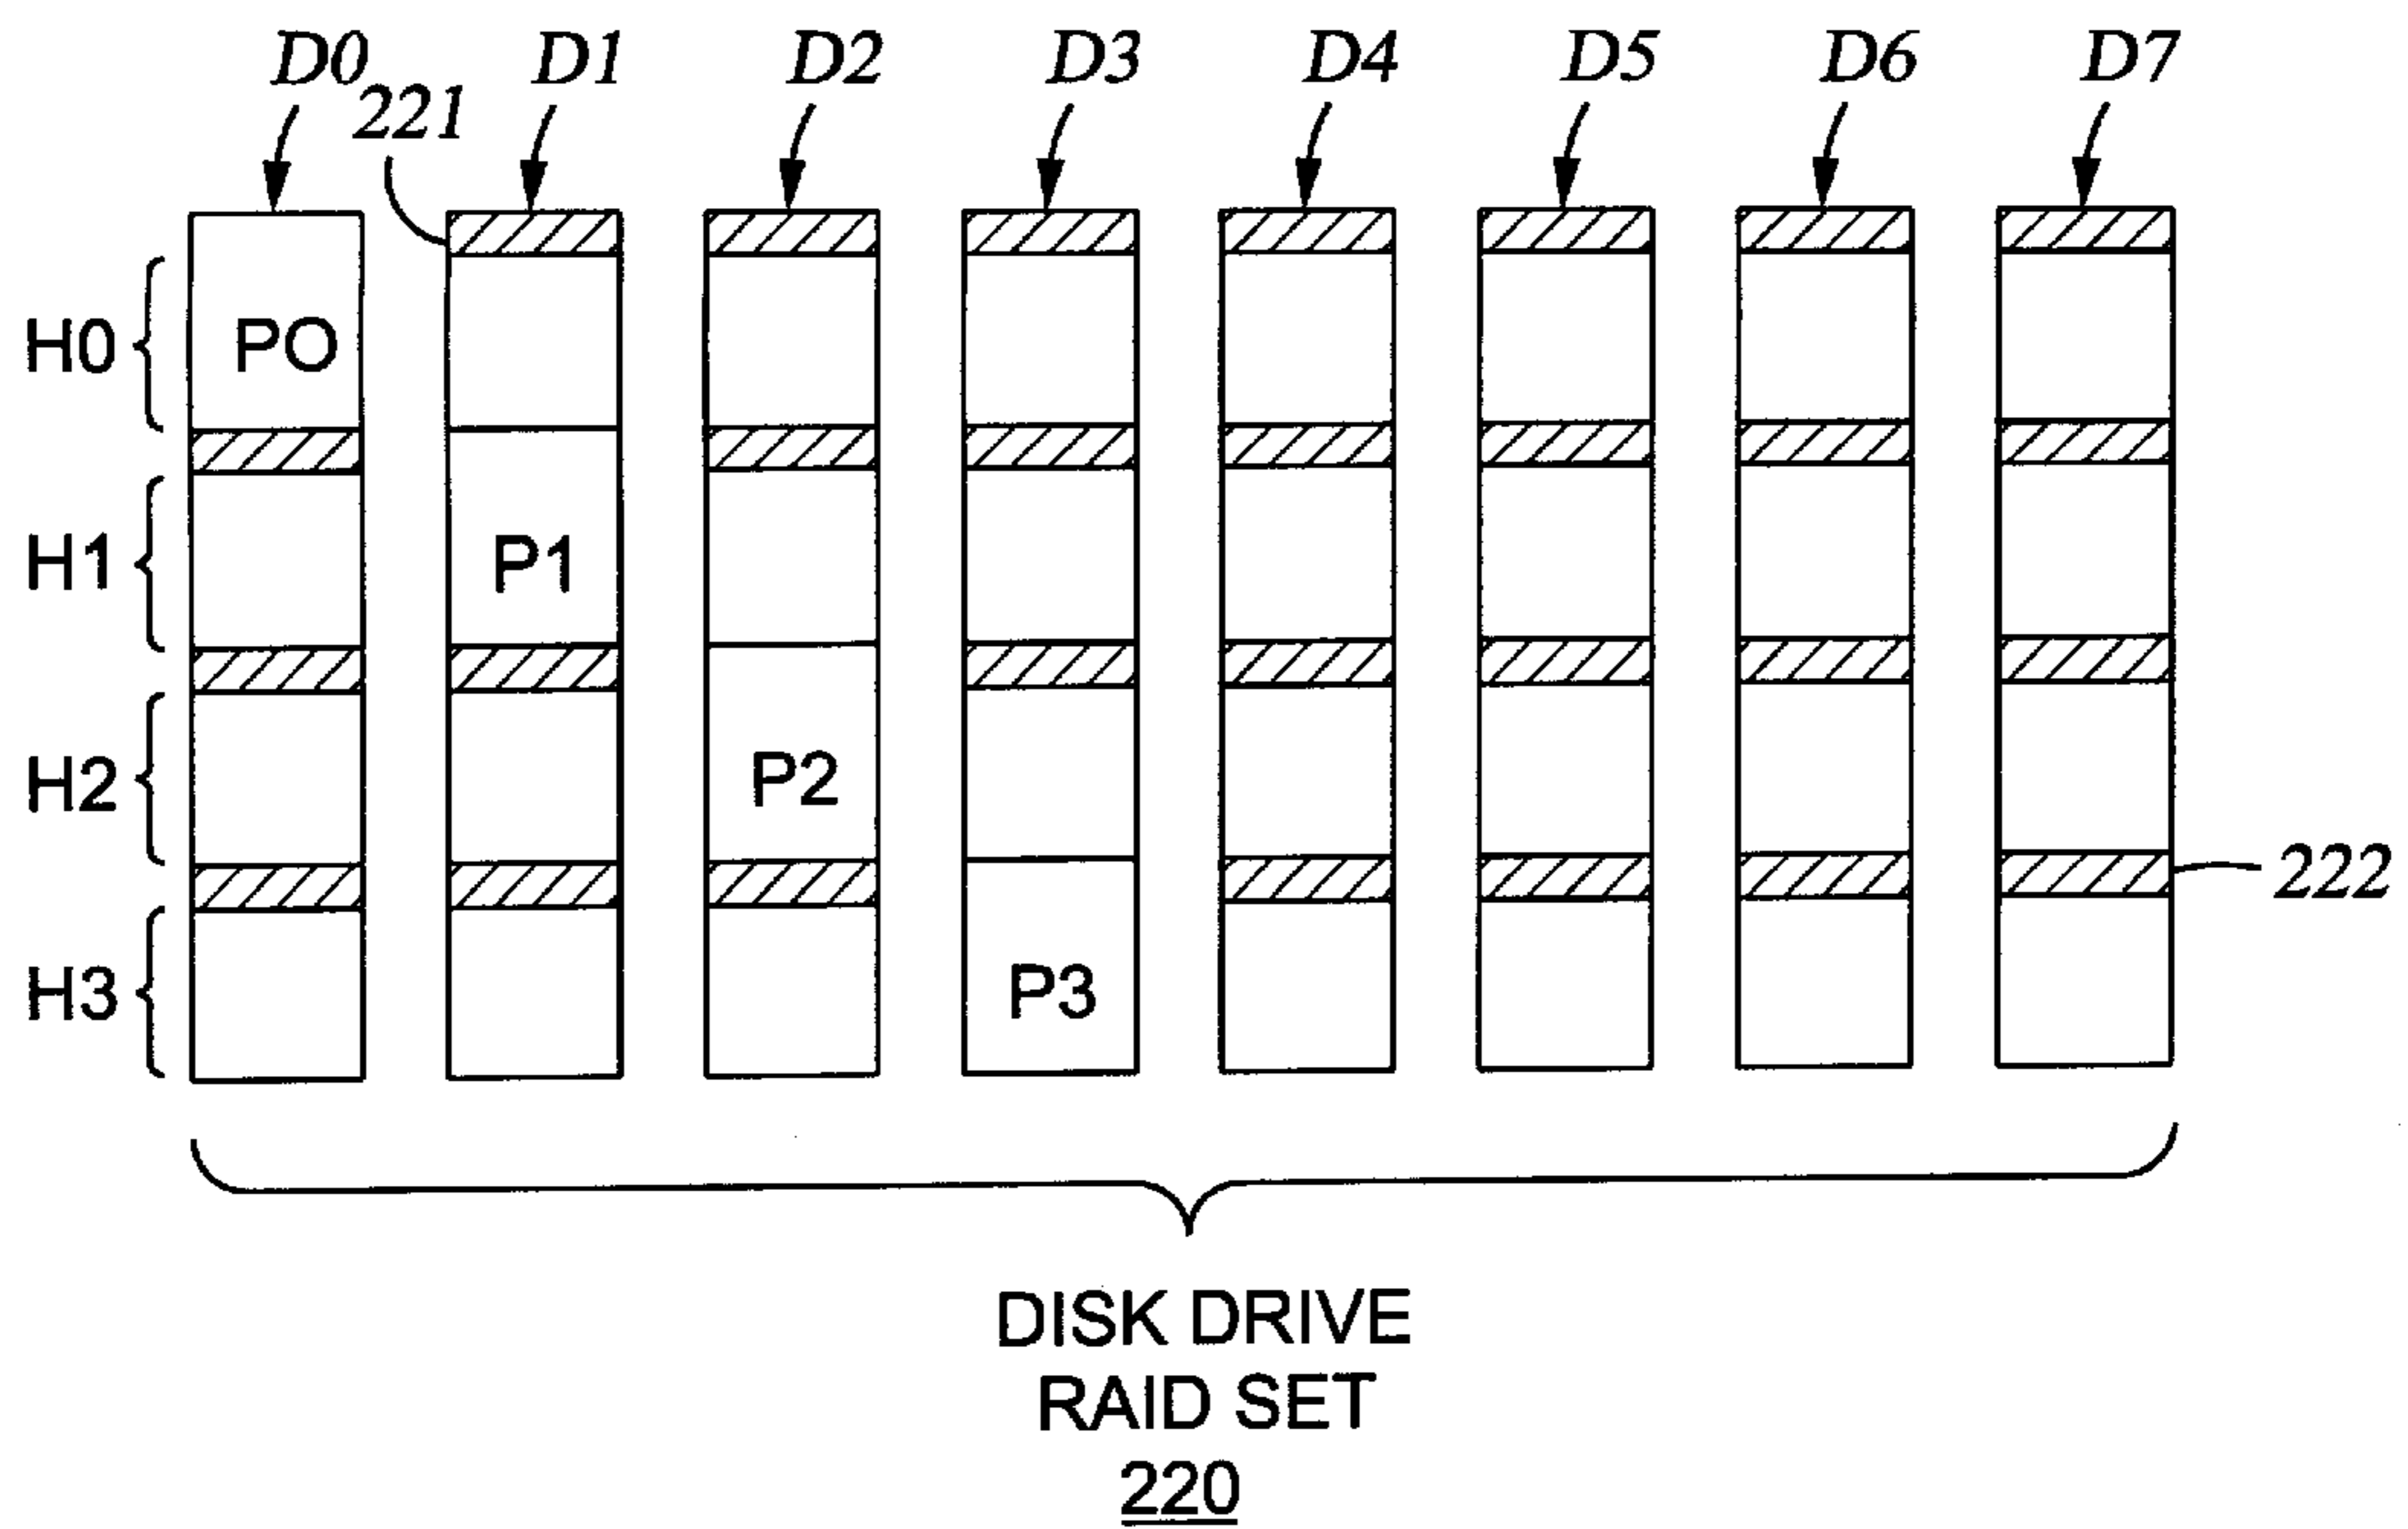 D0 D1 D2 D3 D4 D5 D6 D7
221
H0 PO
H1 P1
H2 P2
222
H3 P3
DISK DRIVE
RAID SET
220